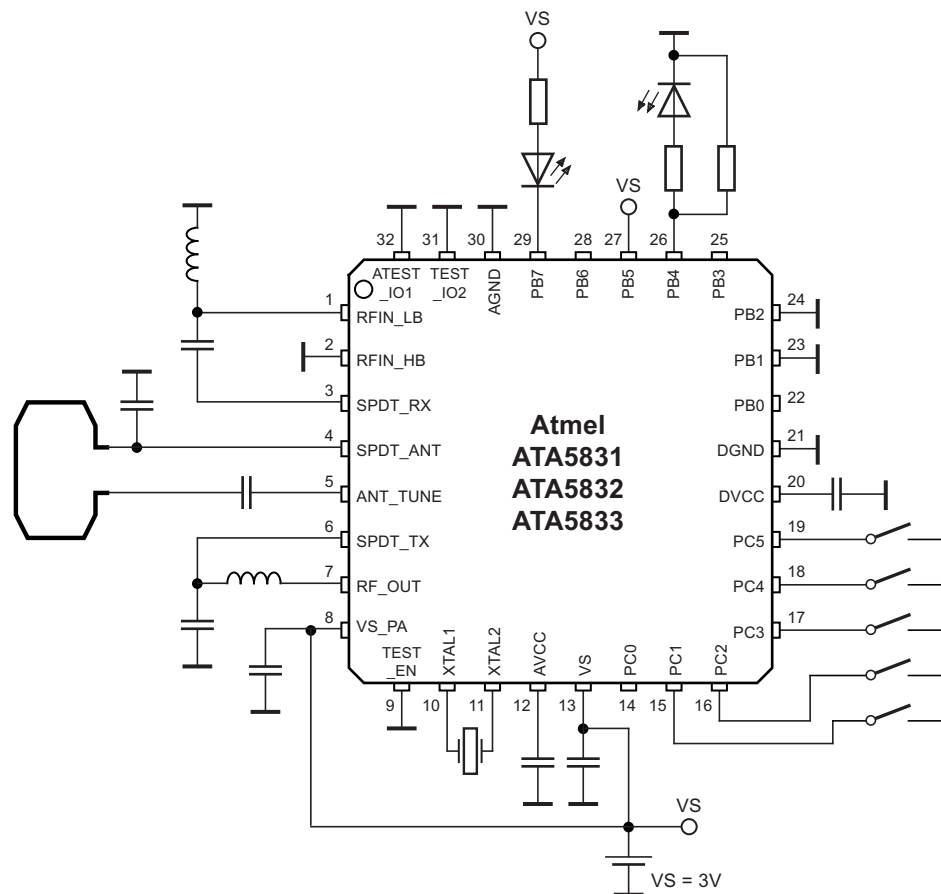 VS
VS
32
31
30
29
28
27
26
25
ATEST
_IO1
TEST
_IO2
AGND
PB7
PB6
PB5
PB4
PB3
1
RFIN_LB
2
RFIN_HB
3
SPDT_RX
4
SPDT_ANT
5
ANT_TUNE
6
SPDT_TX
7
RF_OUT
8
VS_PA
Atmel
ATA5831
ATA5832
ATA5833
PB2
24
PB1
23
PB0
22
DGND
21
DVCC
20
PC5
19
PC4
18
PC3
17
TEST
_EN
XTAL1
XTAL2
AVCC
VS
PC0
PC1
PC2
9
10
11
12
13
14
15
16
VS
VS = 3V